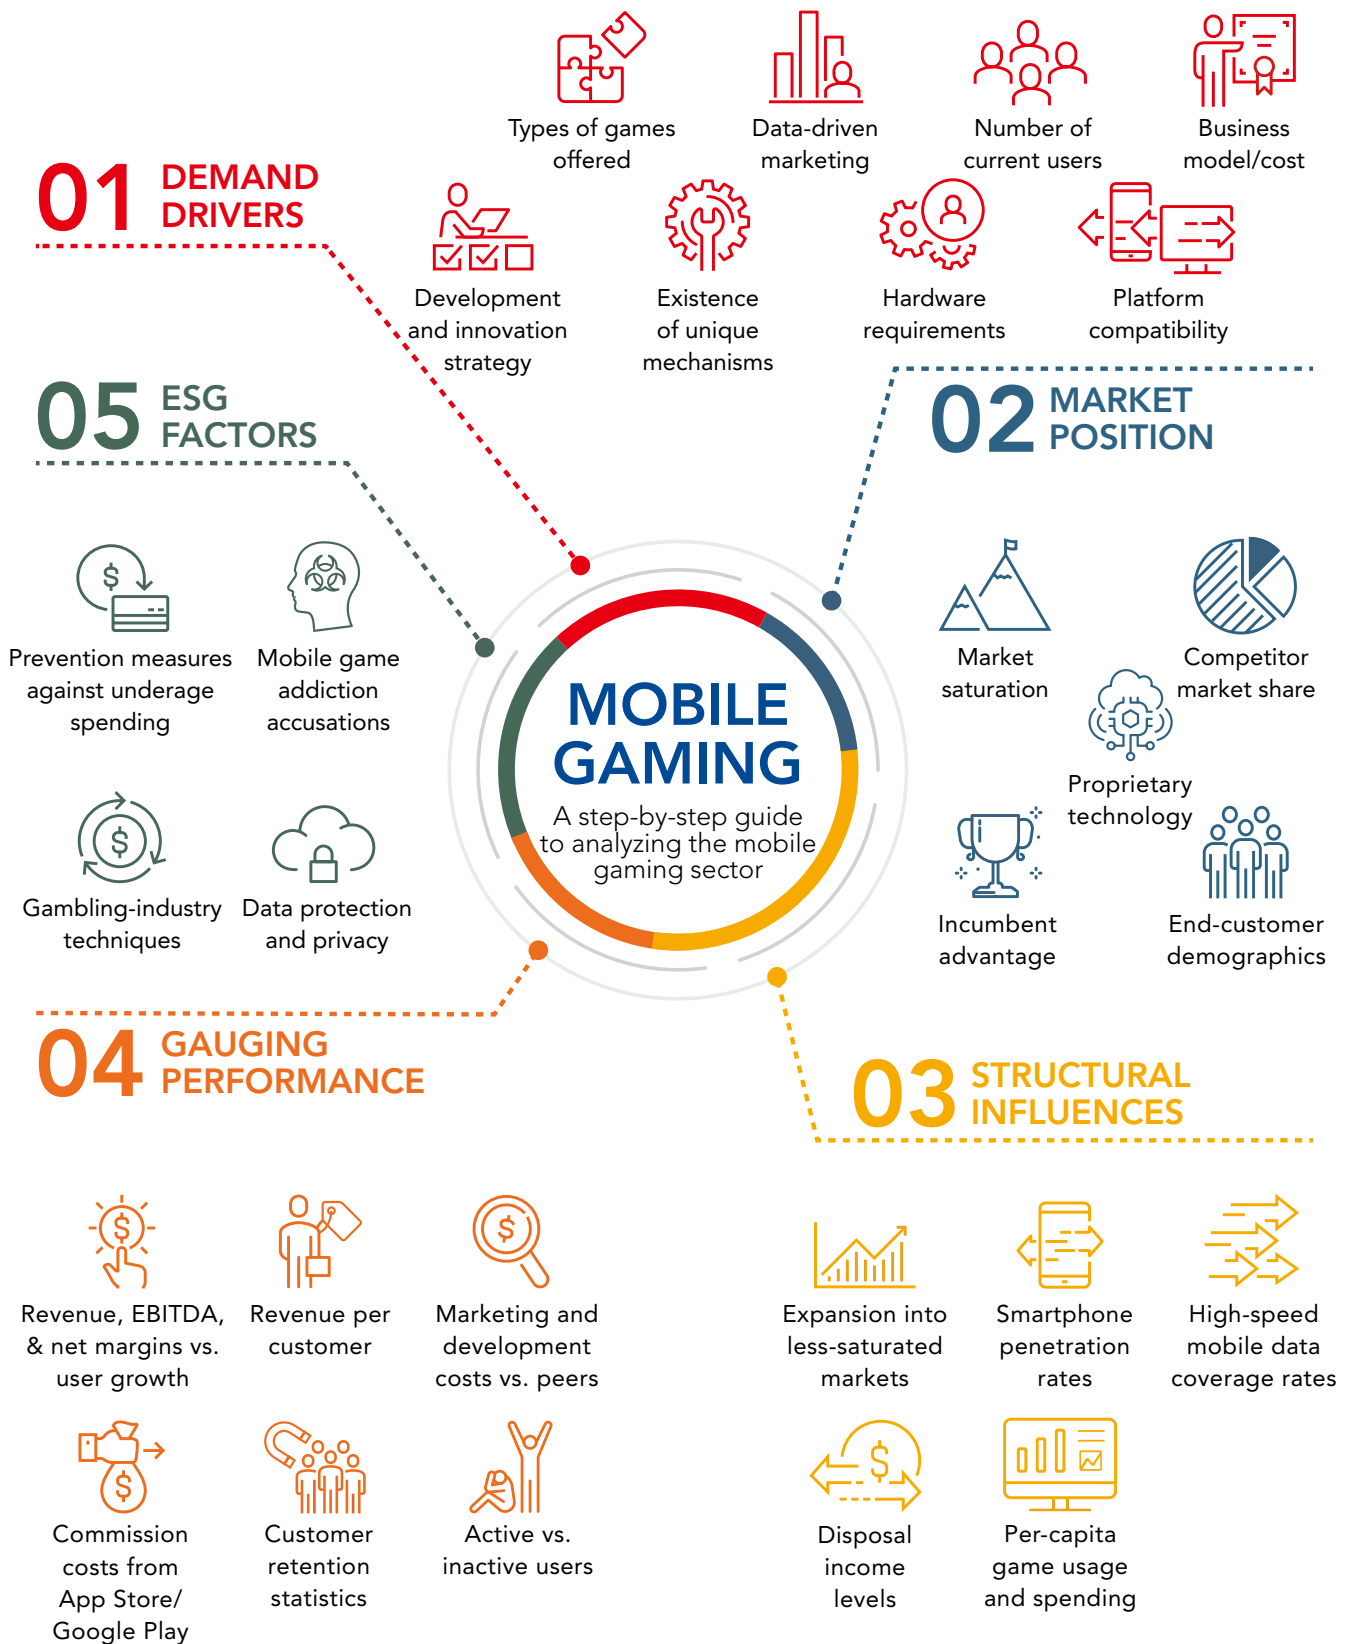 01
DEMAND
DRIVERS
Types of games
offered
Data-driven
marketing
Number of
current users
Business
model/cost
Development
and innovation
strategy
Existence
of unique
mechanisms
Hardware
requirements
Platform
compatibility
05
ESG
FACTORS
02
MARKET
POSITION
Prevention measures
against underage
spending
Mobile game
addiction
accusations
Gambling-industry
techniques
Data protection
and privacy
MOBILE
GAMING
A step-by-step guide
to analyzing the mobile
gaming sector
Market
saturation
Competitor
market share
Proprietary
technology
Incumbent
advantage
End-customer
demographics
04
GAUGING
PERFORMANCE
03
STRUCTURAL
INFLUENCES
Revenue, EBITDA,
& net margins vs.
user growth
Revenue per
customer
Marketing and
development
costs vs. peers
Commission
costs from
App Store/
Google Play
Customer
retention
statistics
Active vs.
inactive users
Expansion into
less-saturated
markets
Smartphone
penetration
rates
High-speed
mobile data
coverage rates
Disposal
income
levels
Per-capita
game usage
and spending